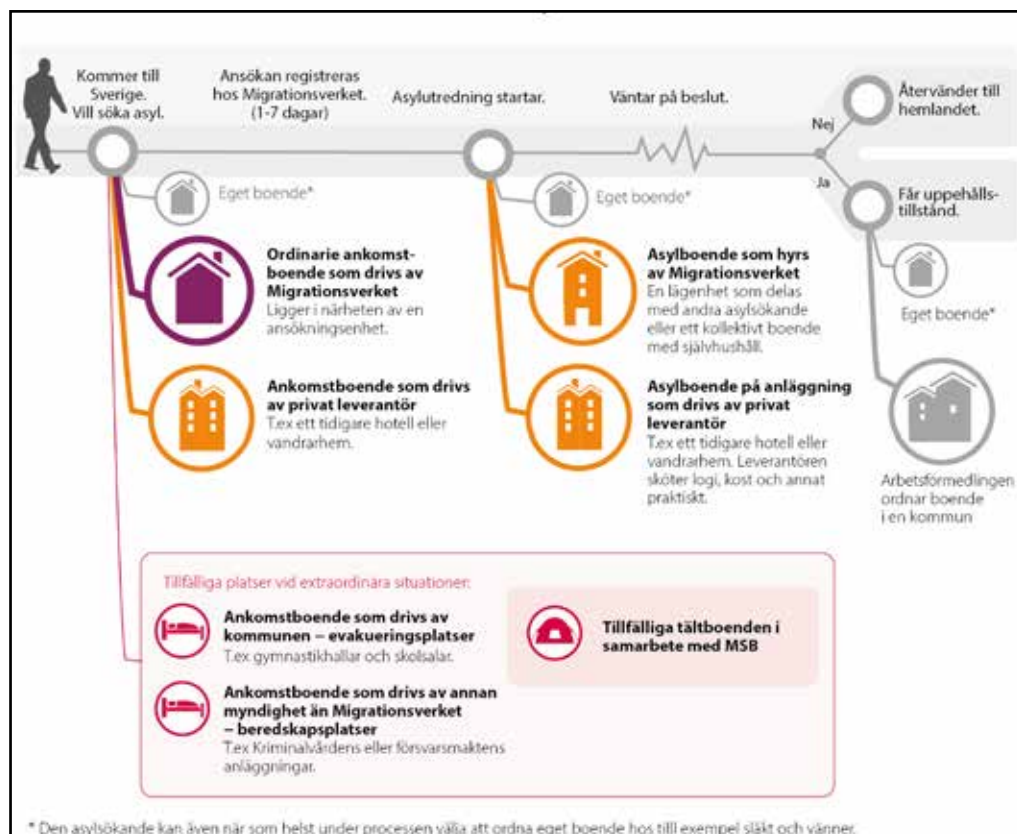 Kommer till
Sverige.
Vill söka asyl.
Ansökan registreras
hos Migrationsverket.
(1-7 dagar)
Asylutredning startar.
Väntar på beslut.
Nej
Ja
Återvänder till
hemlandet.
Får uppehålls-
tillstånd.
Eget boende*
Ordinarie ankomst-
boende som drivs av
Migrationsverket
Ligger i närheten av en
ansökningsenhet.
Ankomstboende som drivs
av privat leverantör
T.ex ett tidigare hotell eller
vandrarhem.
Eget boende*
Asylboende som hyrs
av Migrationsverket
En lägenhet som delas
med andra asylsökande
eller ett kollektivt boende
med självhushåll.
Asylboende på anläggning
som drivs av privat
leverantör
T.ex ett tidigare hotell eller
vandrarhem. Leverantören
sköter logi, kost och annat
praktiskt.
Eget boende*
Arbetsförmedlingen
ordnar boende
i en kommun
Tillfälliga platser vid extraordinära situationer:
Ankomstboende som drivs av
kommunen – evakueringsplatser
T.ex gymnastikhallar och skolsalar.
Ankomstboende som drivs av annan
myndighet än Migrationsverket
– beredskapsplatser
T.ex Kriminalvårdens eller försvarsmaktens
anläggningar.
Tillfälliga tältboenden i
samarbete med MSB
* Den asylsökande kan även när som helst under processen välja att ordna eget boende hos tilll exempel släkt och vänner.